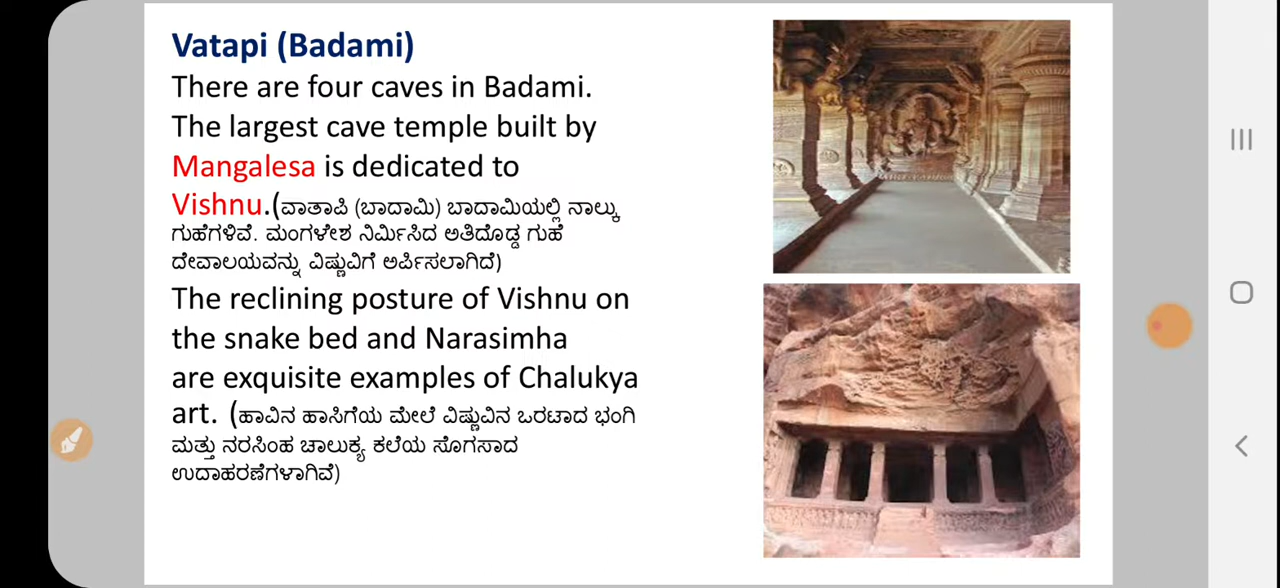 Vatapi (Badami)
There are four caves in Badami.
The largest cave temple built by
Mangalesa is dedicated to
Vishnu.(ವಾತಾಪಿ (ಬಾದಾಮಿ) ಬಾದಾಮಿಯಲ್ಲಿ ನಾಲ್ಕು
ಗುಹೆಗಳಿವೆ. ಮಂಗಳೇಶ ನಿರ್ಮಿಸಿದ ಅತಿದೊಡ್ಡ ಗುಹೆ
ದೇವಾಲಯವನ್ನು ವಿಷ್ಣುವಿಗೆ ಅರ್ಪಿಸಲಾಗಿದೆ)
The reclining posture of Vishnu on
the snake bed and Narasimha
are exquisite examples of Chalukya
art. (ಹಾವಿನ ಹಾಸಿಗೆಯ ಮೇಲೆ ವಿಷ್ಣುವಿನ ಒರಟಾದ ಭಂಗಿ
ಮತ್ತು ನರಸಿಂಹ ಚಾಲುಕ್ಯ ಕಲೆಯ ಸೊಗಸಾದ
ಉದಾಹರಣೆಗಳಾಗಿವೆ)